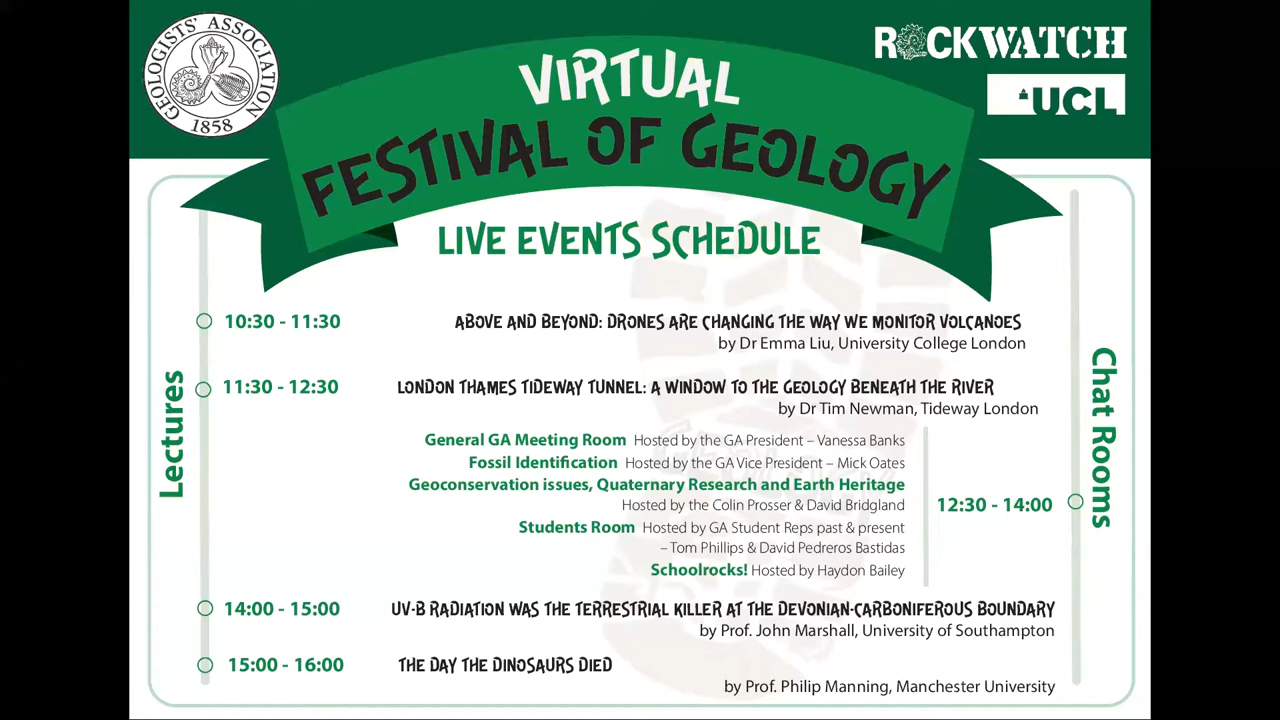 GEOLOGISTS' ASSOCIATION
1858
ROCKWATCH
UCL
VIRTUAL
FESTIVAL OF GEOLOGY
LIVE EVENTS SCHEDULE
Lectures
10:30 - 11:30 ABOVE AND BEYOND: DRONES ARE CHANGING THE WAY WE MONITOR VOLCANOES
by Dr Emma Liu, University College London
11:30 - 12:30 LONDON THAMES TIDEWAY TUNNEL: A WINDOW TO THE GEOLOGY BENEATH THE RIVER
by Dr Tim Newman, Tideway London
Chat Rooms
12:30 - 14:00
General GA Meeting Room Hosted by the GA President – Vanessa Banks
Fossil Identification Hosted by the GA Vice President – Mick Oates
Geoconservation issues, Quaternary Research and Earth Heritage
Hosted by the Colin Prosser & David Bridgland
Students Room Hosted by GA Student Reps past & present
– Tom Phillips & David Pedreros Bastidas
Schoolrocks! Hosted by Haydon Bailey
14:00 - 15:00 UV-B RADIATION WAS THE TERRESTRIAL KILLER AT THE DEVONIAN-CARBONIFEROUS BOUNDARY
by Prof. John Marshall, University of Southampton
15:00 - 16:00 THE DAY THE DINOSAURS DIED
by Prof. Philip Manning, Manchester University